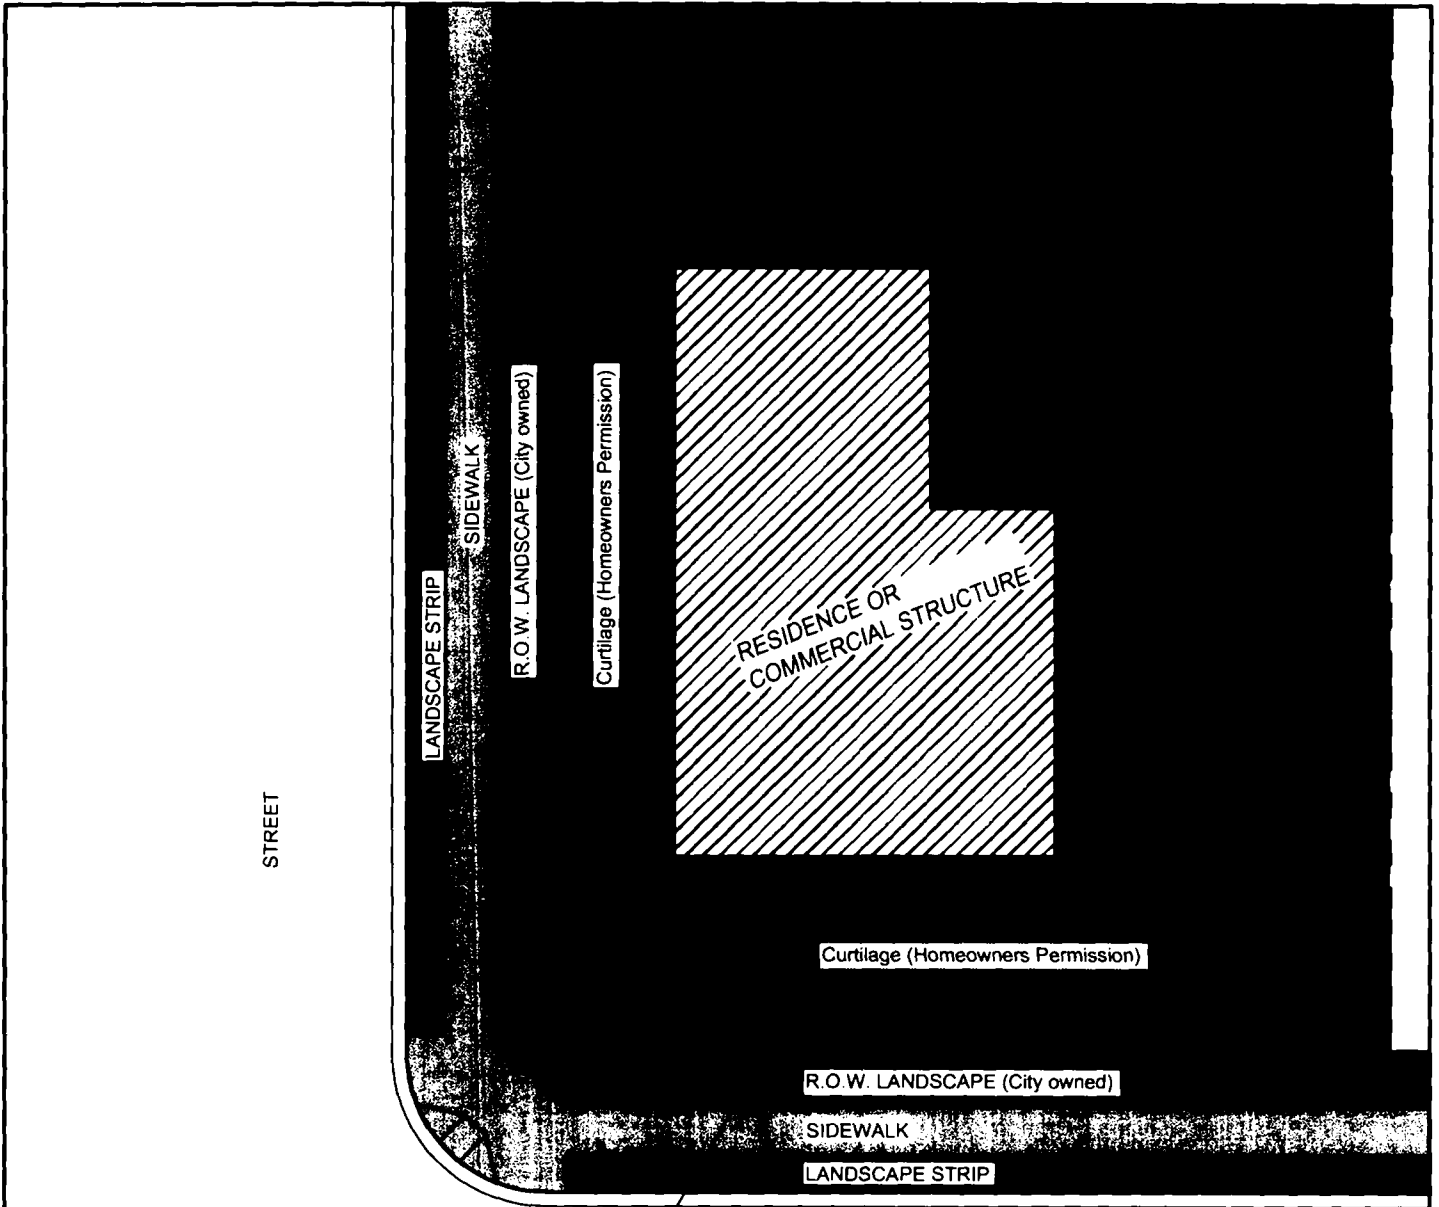 STREET
LANDSCAPE STRIP
SIDEWALK
R.O.W. LANDSCAPE (City owned)
Curtilage (Homeowners Permission)
RESIDENCE OR
COMMERCIAL STRUCTURE
Curtilage (Homeowners Permission)
R.O.W. LANDSCAPE (City owned)
SIDEWALK
LANDSCAPE STRIP